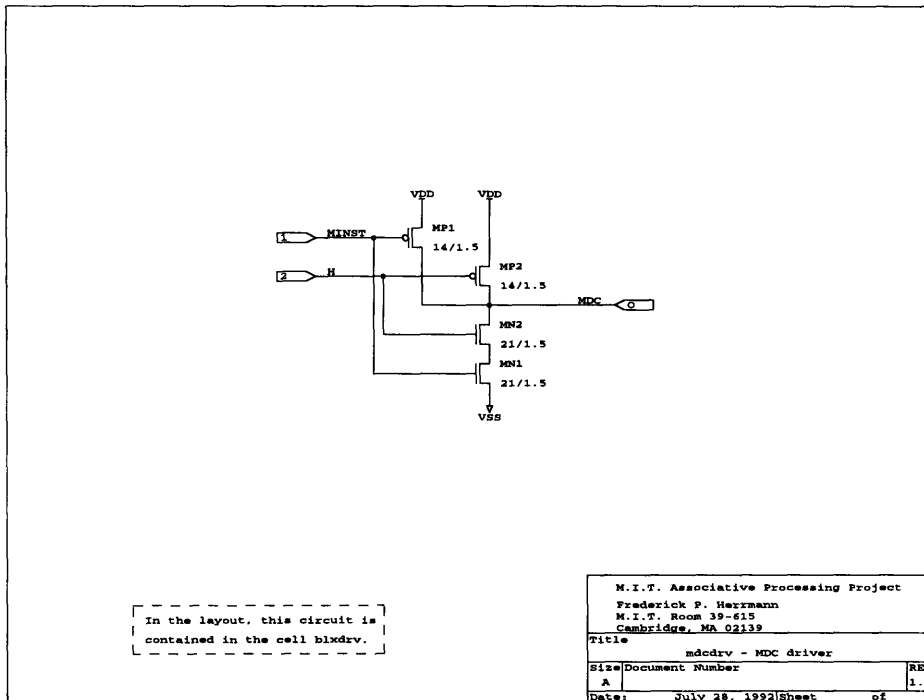 VDD VDD
MP1
1 MINST
14/1.5
MP2
2 H
14/1.5
MDC O
MN2
21/1.5
MN1
21/1.5
VSS
In the layout, this circuit is
contained in the cell blxdrv.
M.I.T. Associative Processing Project
Frederick P. Herrmann
M.I.T. Room 39-615
Cambridge, MA 02139
Title
mdcdrv - MDC driver
Size Document Number RE
A 1.
Date: July 28, 1992 Sheet of